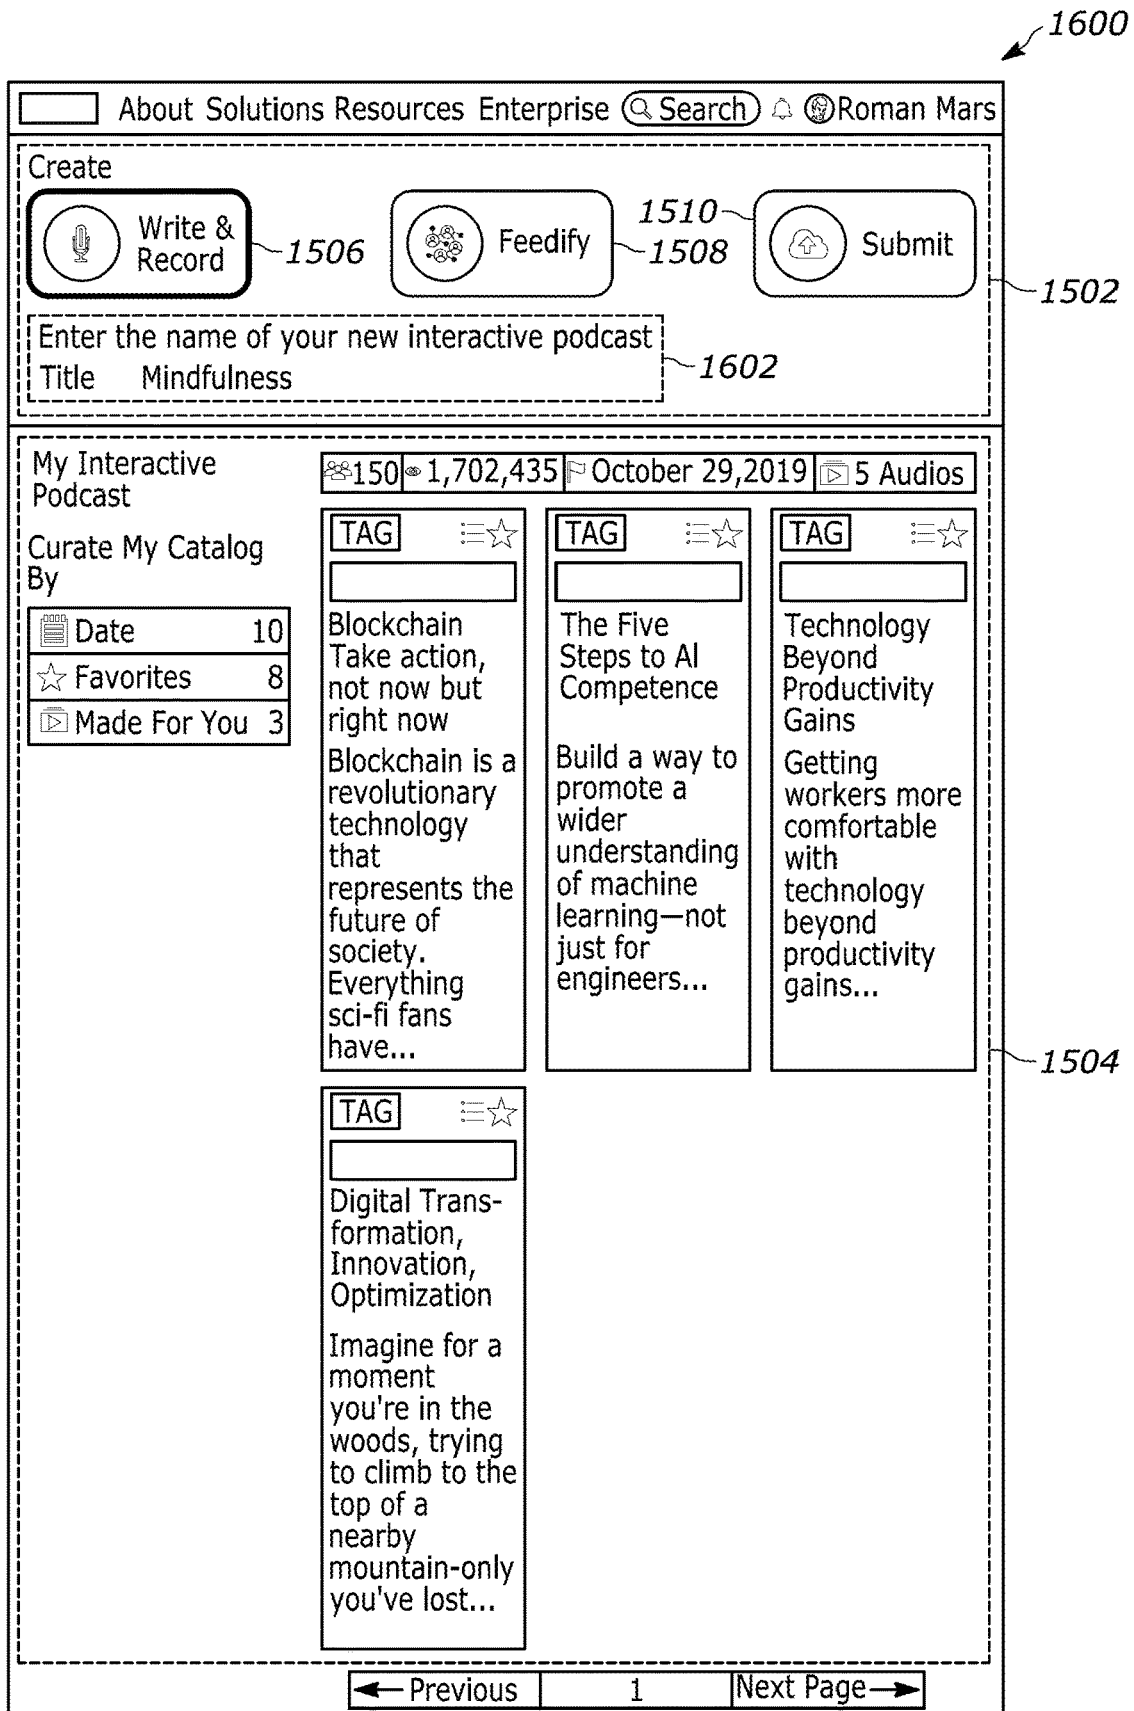 1600
About Solutions Resources Enterprise Search Roman Mars
Create
Write &
Record
1506
Feedify
1508
1510
Submit
1502
Enter the name of your new interactive podcast
Title Mindfulness
1602
My Interactive
Podcast
150 1,702,435 October 29,2019 5 Audios
Curate My Catalog
By
Date 10
Favorites 8
Made For You 3
TAG
Blockchain
Take action,
not now but
right now
Blockchain is a
revolutionary
technology
that
represents the
future of
society.
Everything
sci-fi fans
have...
TAG
The Five
Steps to AI
Competence
Build a way to
promote a
wider
understanding
of machine
learning—not
just for
engineers...
TAG
Technology
Beyond
Productivity
Gains
Getting
workers more
comfortable
with
technology
beyond
productivity
gains...
1504
TAG
Digital Trans-
formation,
Innovation,
Optimization
Imagine for a
moment
you're in the
woods, trying
to climb to the
top of a
nearby
mountain-only
you've lost...
Previous 1 Next Page